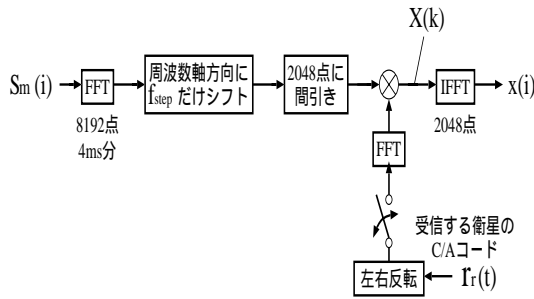 X(k)
Sm(i)
FFT
周波数軸方向に
fstep だけシフト
2048点に
間引き
IFFT
x(i)
8192点
4ms分
2048点
FFT
受信する衛星の
C/Aコード
左右反転
rr(t)